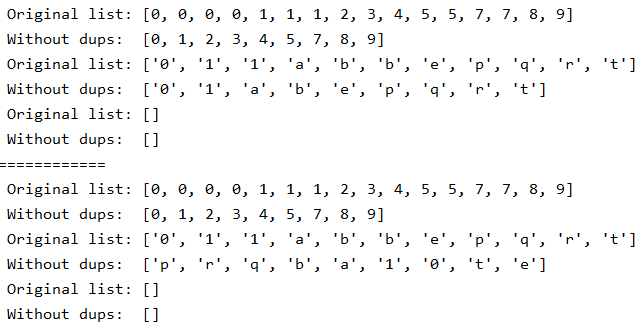 Original list: [0, 0, 0, 0, 1, 1, 1, 2, 3, 4, 5, 5, 7, 7, 8, 9]
Without dups:  [0, 1, 2, 3, 4, 5, 7, 8, 9]
Original list: ['0', '1', '1', 'a', 'b', 'b', 'e', 'p', 'q', 'r', 't']
Without dups:  ['0', '1', 'a', 'b', 'e', 'p', 'q', 'r', 't']
Original list: []
Without dups:  []
============
Original list: [0, 0, 0, 0, 1, 1, 1, 2, 3, 4, 5, 5, 7, 7, 8, 9]
Without dups:  [0, 1, 2, 3, 4, 5, 7, 8, 9]
Original list: ['0', '1', '1', 'a', 'b', 'b', 'e', 'p', 'q', 'r', 't']
Without dups:  ['p', 'r', 'q', 'b', 'a', '1', '0', 't', 'e']
Original list: []
Without dups:  []